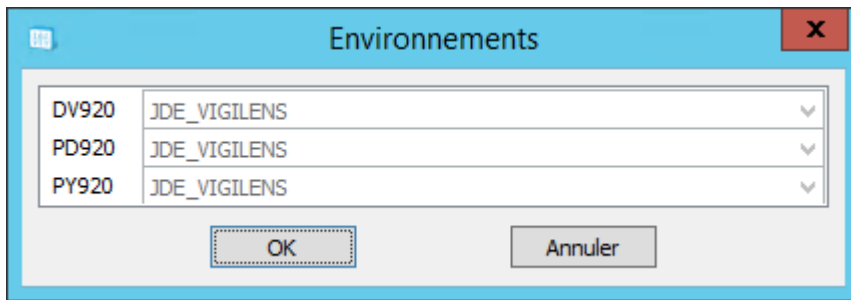 Environnements
DV920 JDE_VIGILENS
PD920 JDE_VIGILENS
PY920 JDE_VIGILENS
OK Annuler